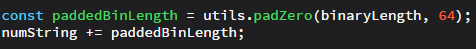 const paddedBinLength = utils.padZero(binaryLength, 64);
numString += paddedBinLength;